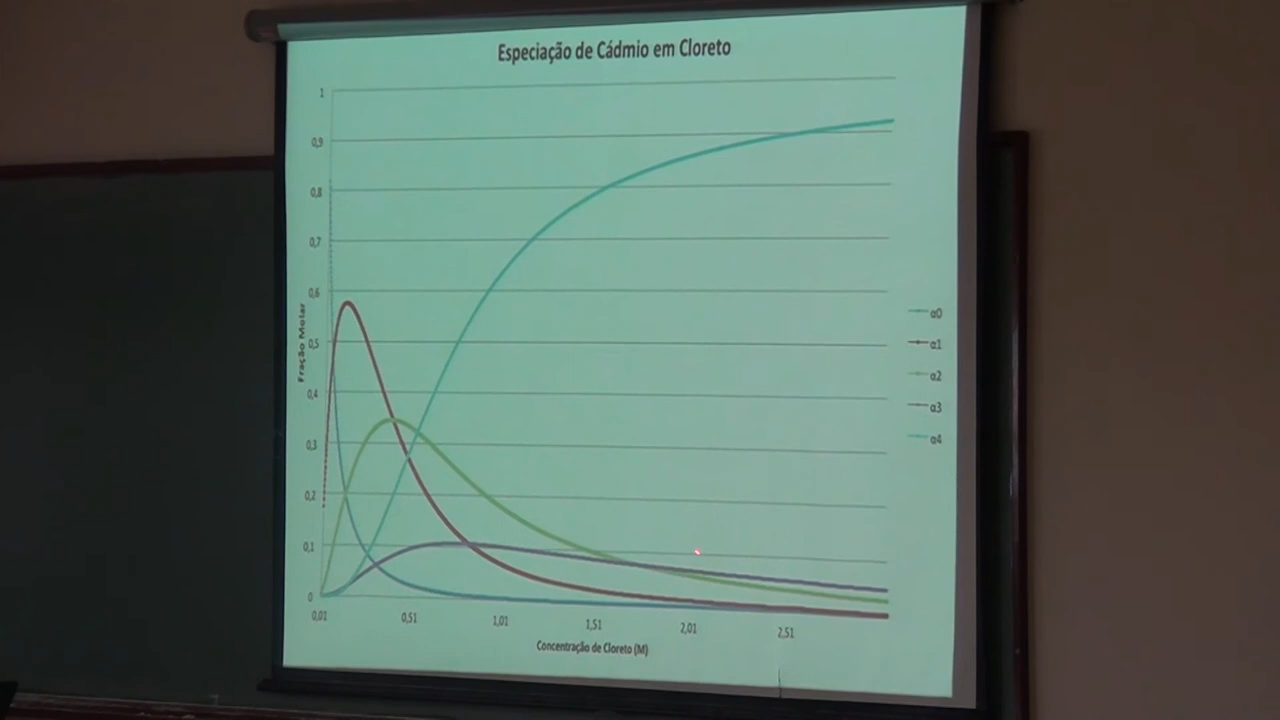 Especiação de Cádmio em Cloreto
1
0,9
0,8
0,7
0,6
0,5
0,4
0,3
0,2
0,1
0
Fração Molar
0,01 0,51 1,01 1,51 2,01 2,51
Concentração de Cloreto (M)
α0
α1
α2
α3
α4